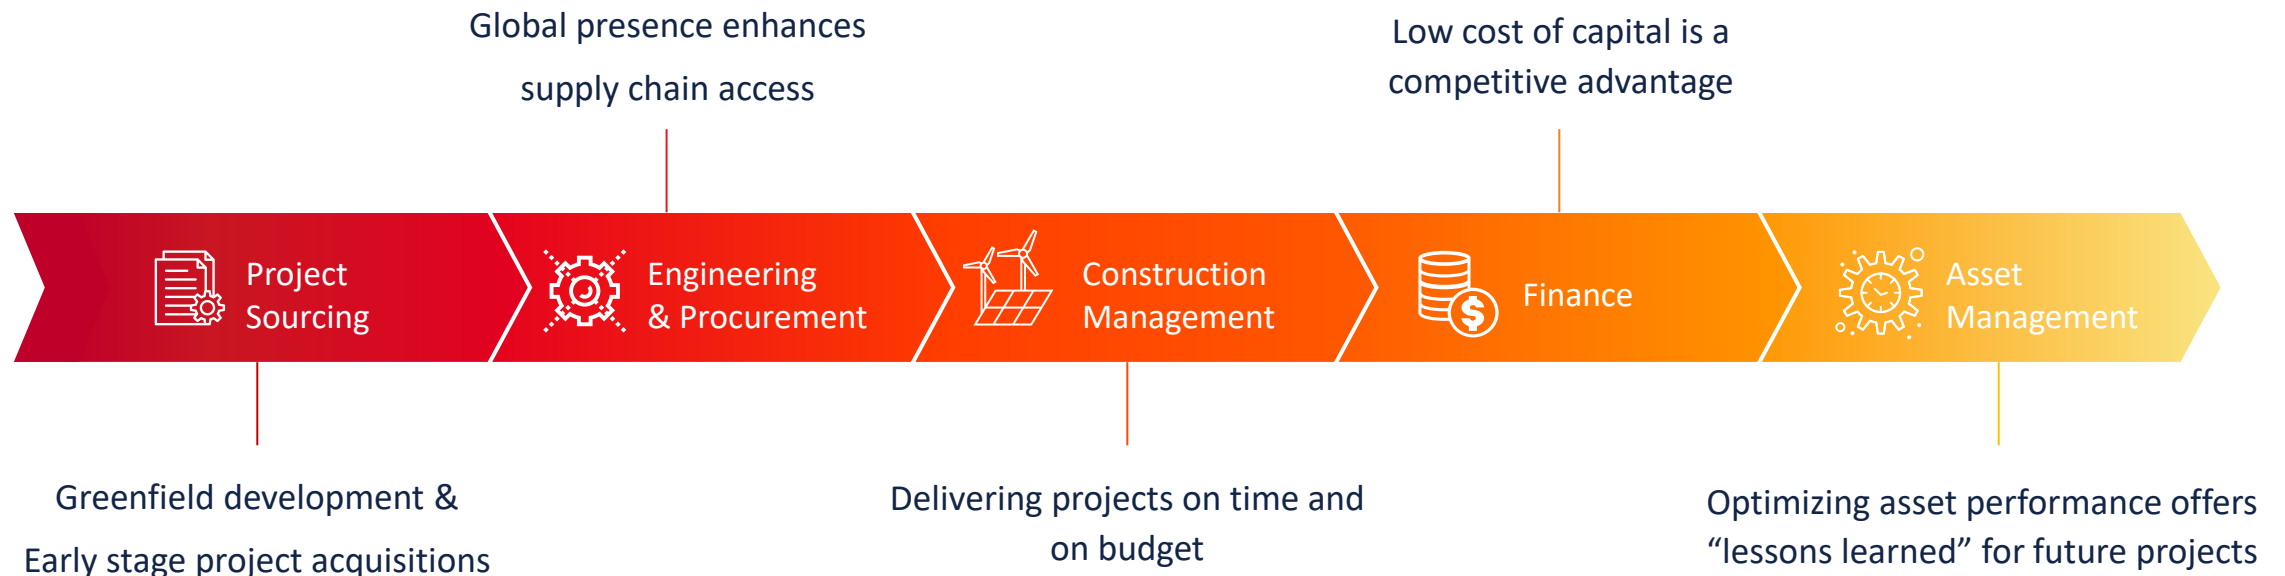 Global presence enhances
supply chain access
Low cost of capital is a
competitive advantage
Project
Sourcing
Engineering
& Procurement
Construction
Management
$
Finance
Asset
Management
Greenfield development &
Early stage project acquisitions
Delivering projects on time and
on budget
Optimizing asset performance offers
“lessons learned” for future projects